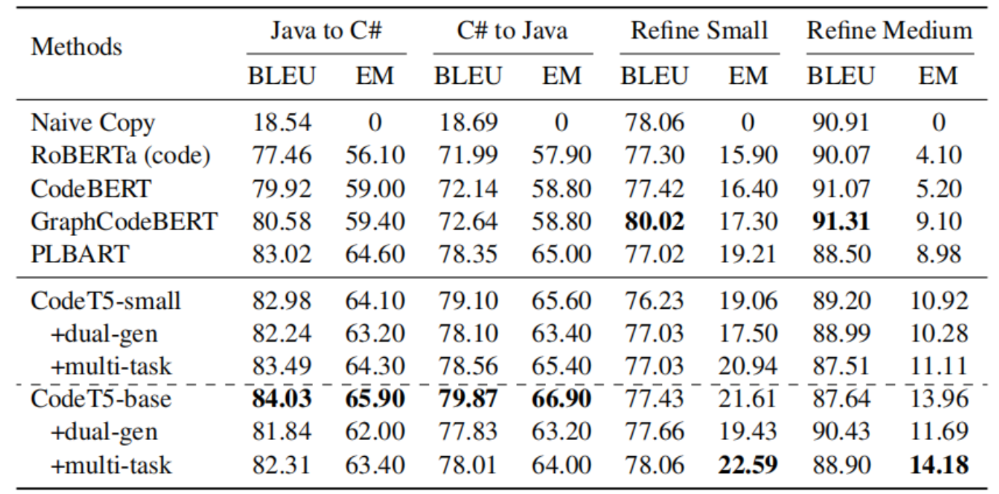 Methods Java to C# C# to Java Refine Small Refine Medium
BLEU EM BLEU EM BLEU EM BLEU EM
Naive Copy 18.54 0 18.69 0 78.06 0 90.91 0
RoBERTa (code) 77.46 56.10 71.99 57.90 77.30 15.90 90.07 4.10
CodeBERT 79.92 59.00 72.14 58.80 77.42 16.40 91.07 5.20
GraphCodeBERT 80.58 59.40 72.64 58.80 80.02 17.30 91.31 9.10
PLBART 83.02 64.60 78.35 65.00 77.02 19.21 88.50 8.98
CodeT5-small 82.98 64.10 79.10 65.60 76.23 19.06 89.20 10.92
+dual-gen 82.24 63.20 78.10 63.40 77.03 17.50 88.99 10.28
+multi-task 83.49 64.30 78.56 65.40 77.03 20.94 87.51 11.11
CodeT5-base 84.03 65.90 79.87 66.90 77.43 21.61 87.64 13.96
+dual-gen 81.84 62.00 77.83 63.20 77.66 19.43 90.43 11.69
+multi-task 82.31 63.40 78.01 64.00 78.06 22.59 88.90 14.18